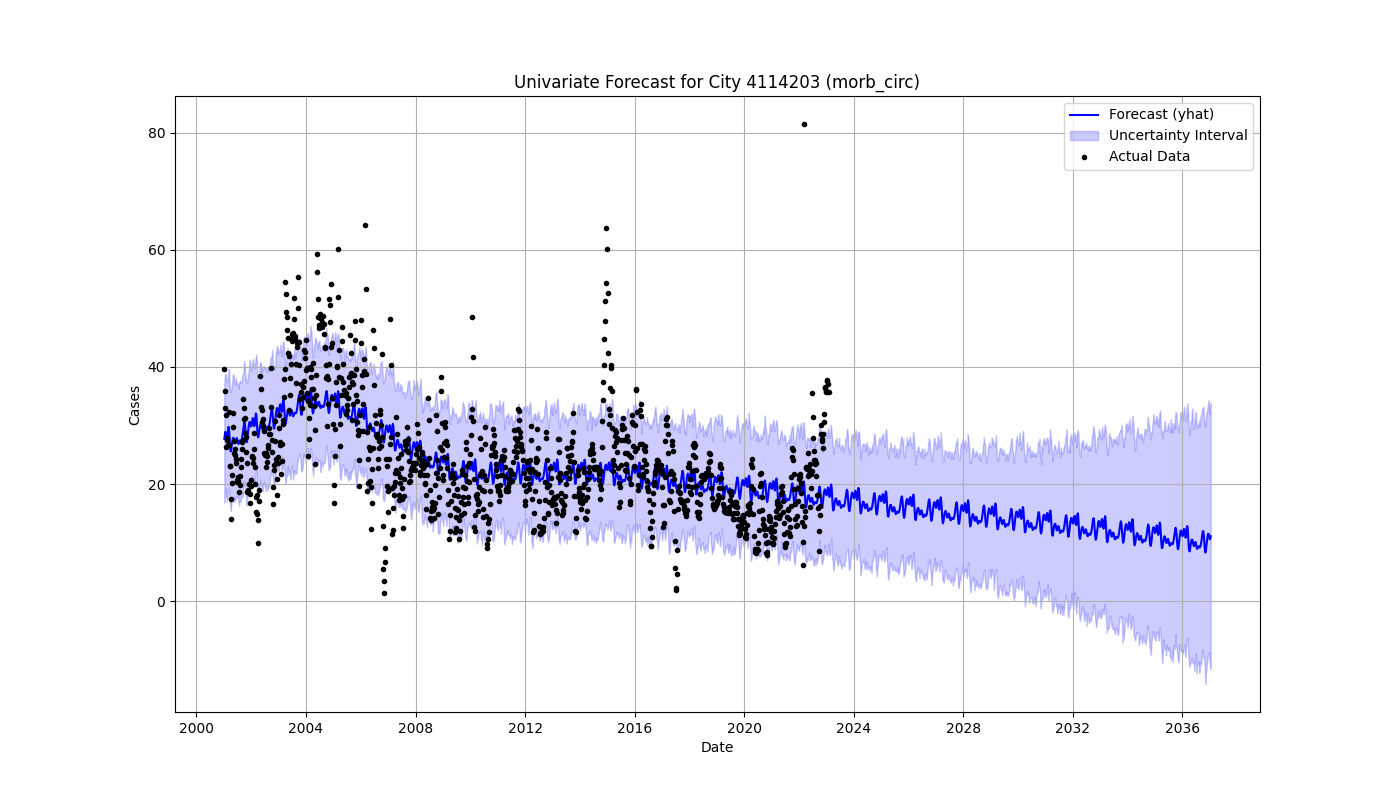 Univariate Forecast for City 4114203 (morb_circ)
Forecast (yhat)
Uncertainty Interval
Actual Data
Cases
80
60
40
20
0
2000 2004 2008 2012 2016 2020 2024 2028 2032 2036
Date